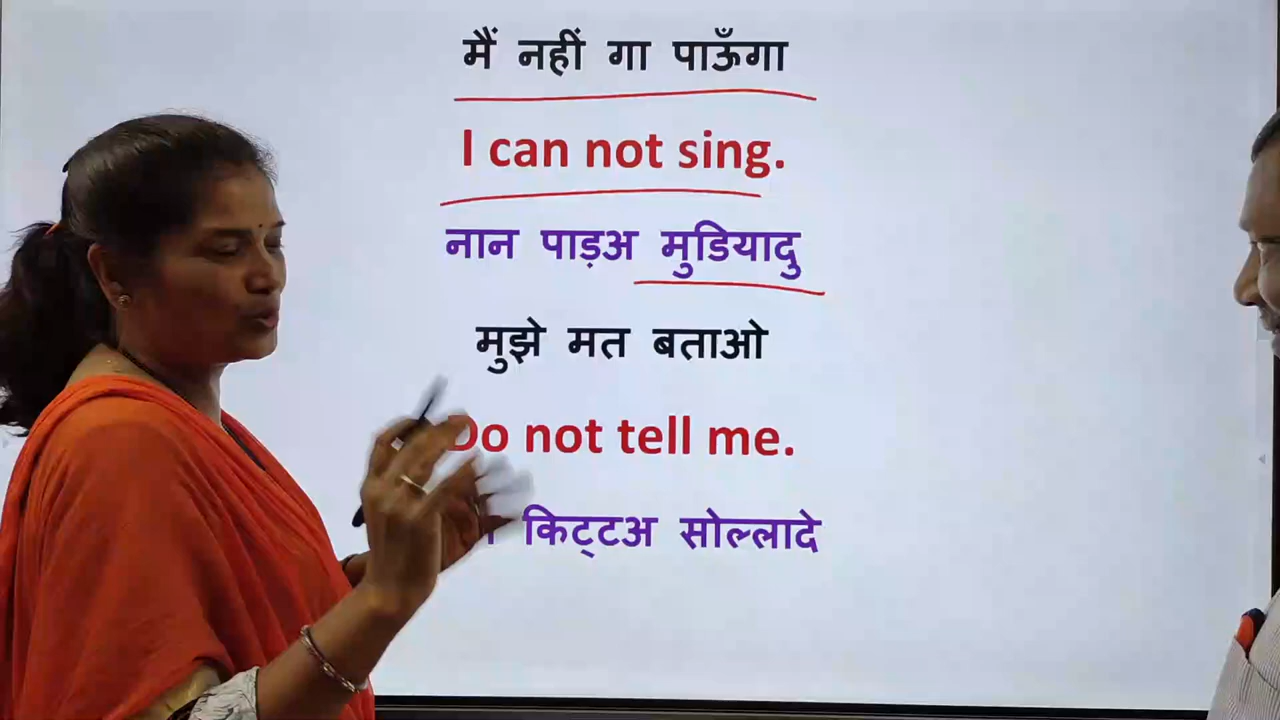 मैं नहीं गा पाऊँगा
I can not sing.
नान पाड़अ मुडियादु
मुझे मत बताओ
Do not tell me.
किट्टअ सोल्लादे